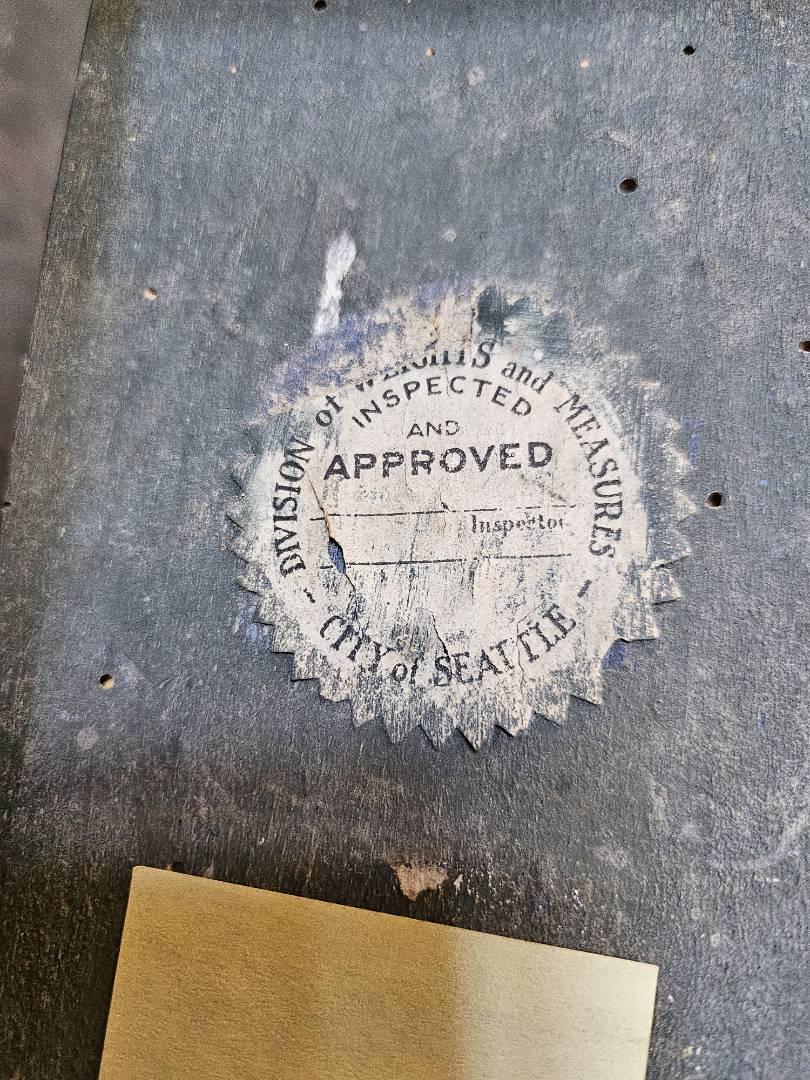 DIVISION of WEIGHTS and MEASURES
INSPECTED
AND
APPROVED
Inspector
- CITY of SEATTLE -